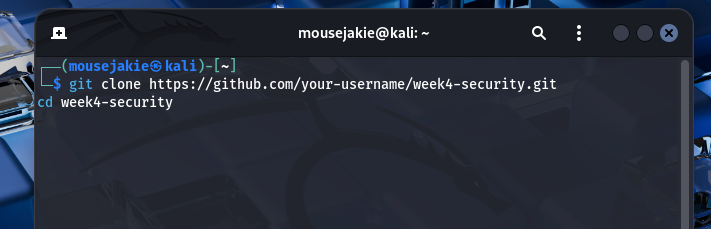 mousejakie@kali: ~
┌──(mousejakie㉿kali)-[~]
└─$ git clone https://github.com/your-username/week4-security.git
cd week4-security